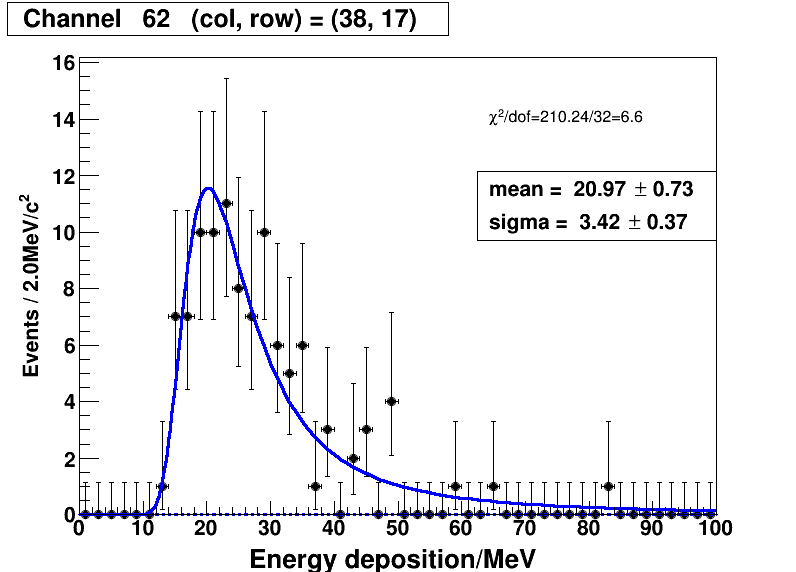 Channel 62 (col, row) = (38, 17)
16
14
12
10
8
6
4
2
0
Events / 2.0MeV/c²
χ²/dof=210.24/32=6.6
mean = 20.97 ± 0.73
sigma = 3.42 ± 0.37
0 10 20 30 40 50 60 70 80 90 100
Energy deposition/MeV